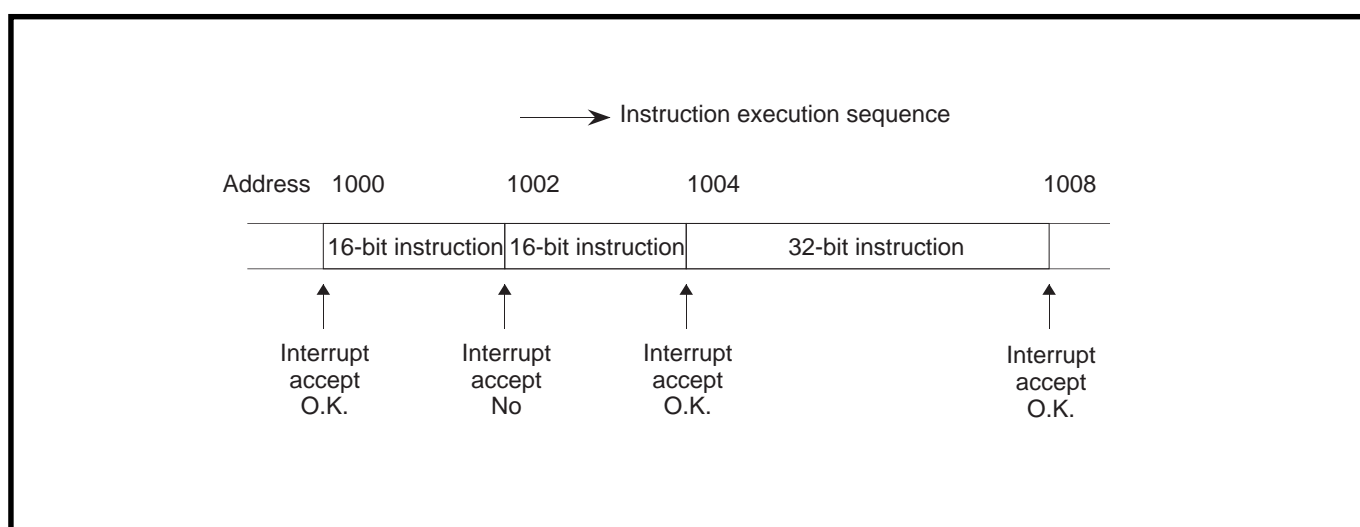 Instruction execution sequence
Address 1000 1002 1004 1008
16-bit instruction 16-bit instruction 32-bit instruction
Interrupt accept O.K.
Interrupt accept No
Interrupt accept O.K.
Interrupt accept O.K.